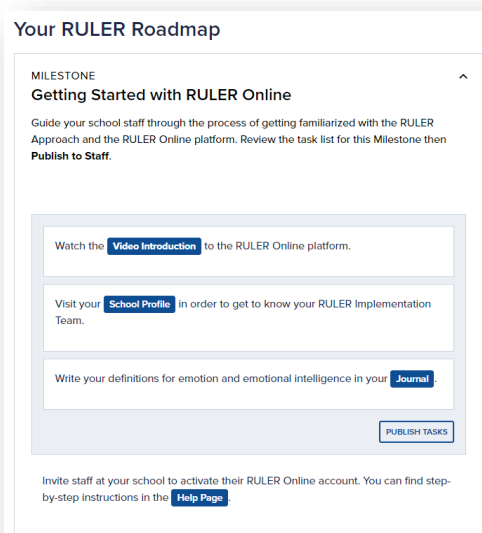 Your RULER Roadmap
MILESTONE
Getting Started with RULER Online
Guide your school staff through the process of getting familiarized with the RULER
Approach and the RULER Online platform. Review the task list for this Milestone then
Publish to Staff.
Watch the Video Introduction to the RULER Online platform.
Visit your School Profile in order to get to know your RULER Implementation
Team.
Write your definitions for emotion and emotional intelligence in your Journal.
PUBLISH TASKS
Invite staff at your school to activate their RULER Online account. You can find step-
by-step instructions in the Help Page.